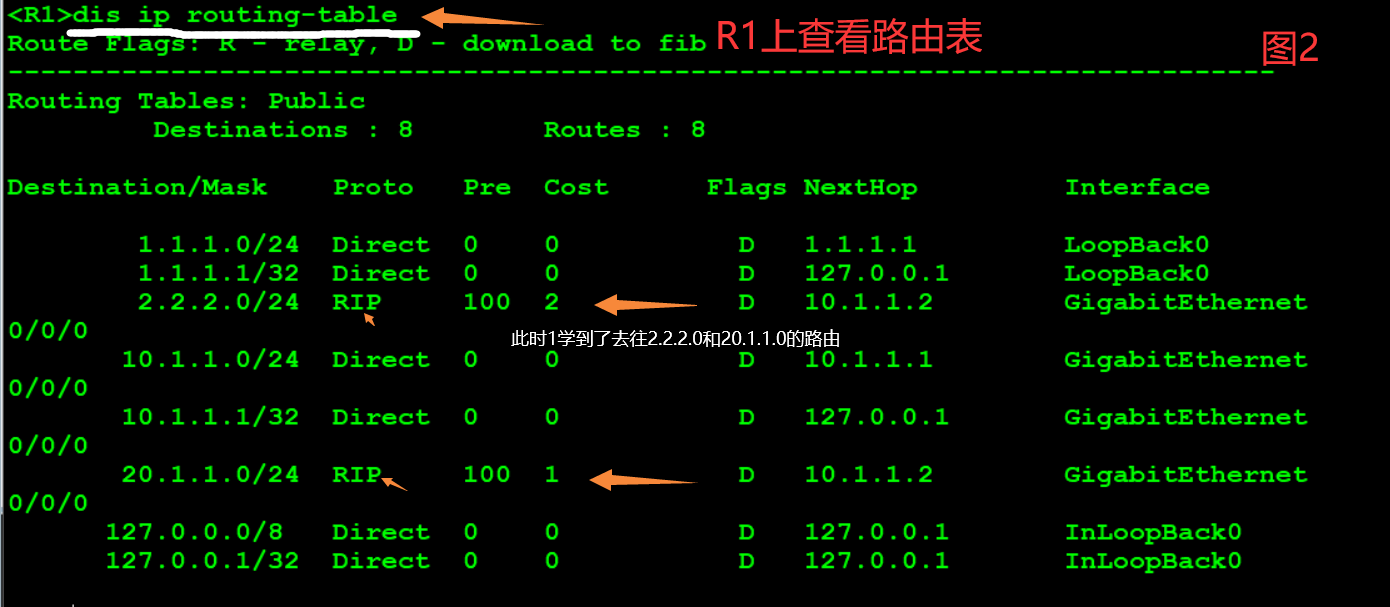 <R1>dis ip routing-table
Route Flags: R - relay, D - download to fib
R1上查看路由表
图2
------------------------------------------------------------------------------
Routing Tables: Public
Destinations : 8 Routes : 8
Destination/Mask Proto Pre Cost Flags NextHop Interface
1.1.1.0/24 Direct 0 0 D 1.1.1.1 LoopBack0
1.1.1.1/32 Direct 0 0 D 127.0.0.1 LoopBack0
2.2.2.0/24 RIP 100 2 D 10.1.1.2 GigabitEthernet
0/0/0
此时1学到了去往2.2.2.0和20.1.1.0的路由
10.1.1.0/24 Direct 0 0 D 10.1.1.1 GigabitEthernet
0/0/0
10.1.1.1/32 Direct 0 0 D 127.0.0.1 GigabitEthernet
0/0/0
20.1.1.0/24 RIP 100 1 D 10.1.1.2 GigabitEthernet
0/0/0
127.0.0.0/8 Direct 0 0 D 127.0.0.1 InLoopBack0
127.0.0.1/32 Direct 0 0 D 127.0.0.1 InLoopBack0